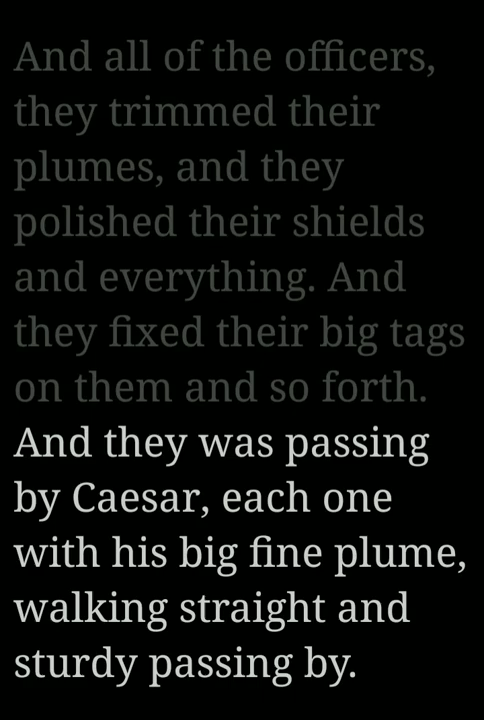 And all of the officers,
they trimmed their
plumes, and they
polished their shields
and everything. And
they fixed their big tags
on them and so forth.
And they was passing
by Caesar, each one
with his big fine plume,
walking straight and
sturdy passing by.